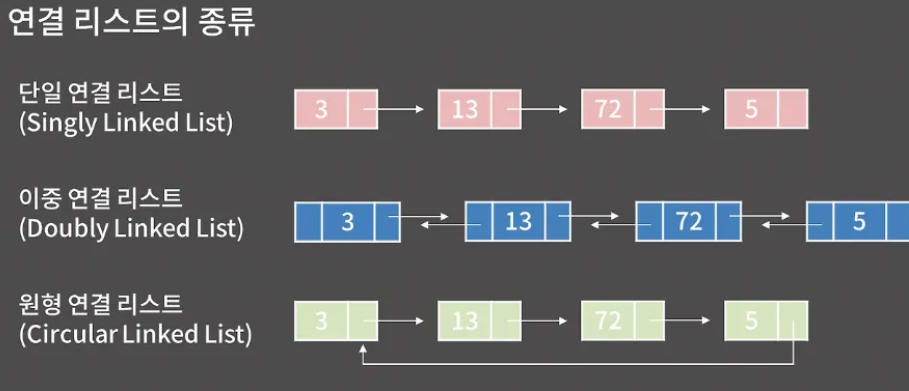 연결 리스트의 종류
단일 연결 리스트
(Singly Linked List)
3 13 72 5
이중 연결 리스트
(Doubly Linked List)
3 13 72 5
원형 연결 리스트
(Circular Linked List)
3 13 72 5